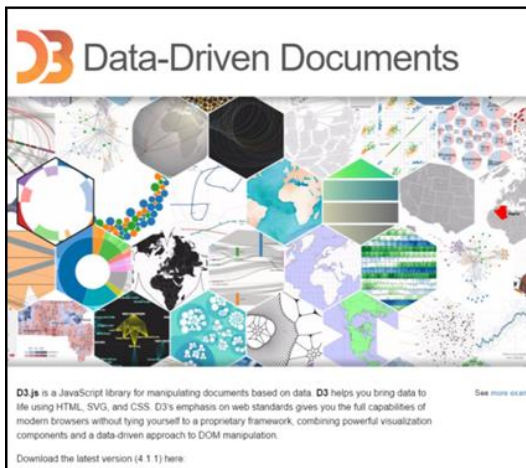 D3 Data-Driven Documents
D3.js is a JavaScript library for manipulating documents based on data. D3 helps you bring data to
life using HTML, SVG, and CSS. D3's emphasis on web standards gives you the full capabilities of
modern browsers without tying yourself to a proprietary framework, combining powerful visualization
components and a data-driven approach to DOM manipulation.
See more
Download the latest version (4.1.1) here: